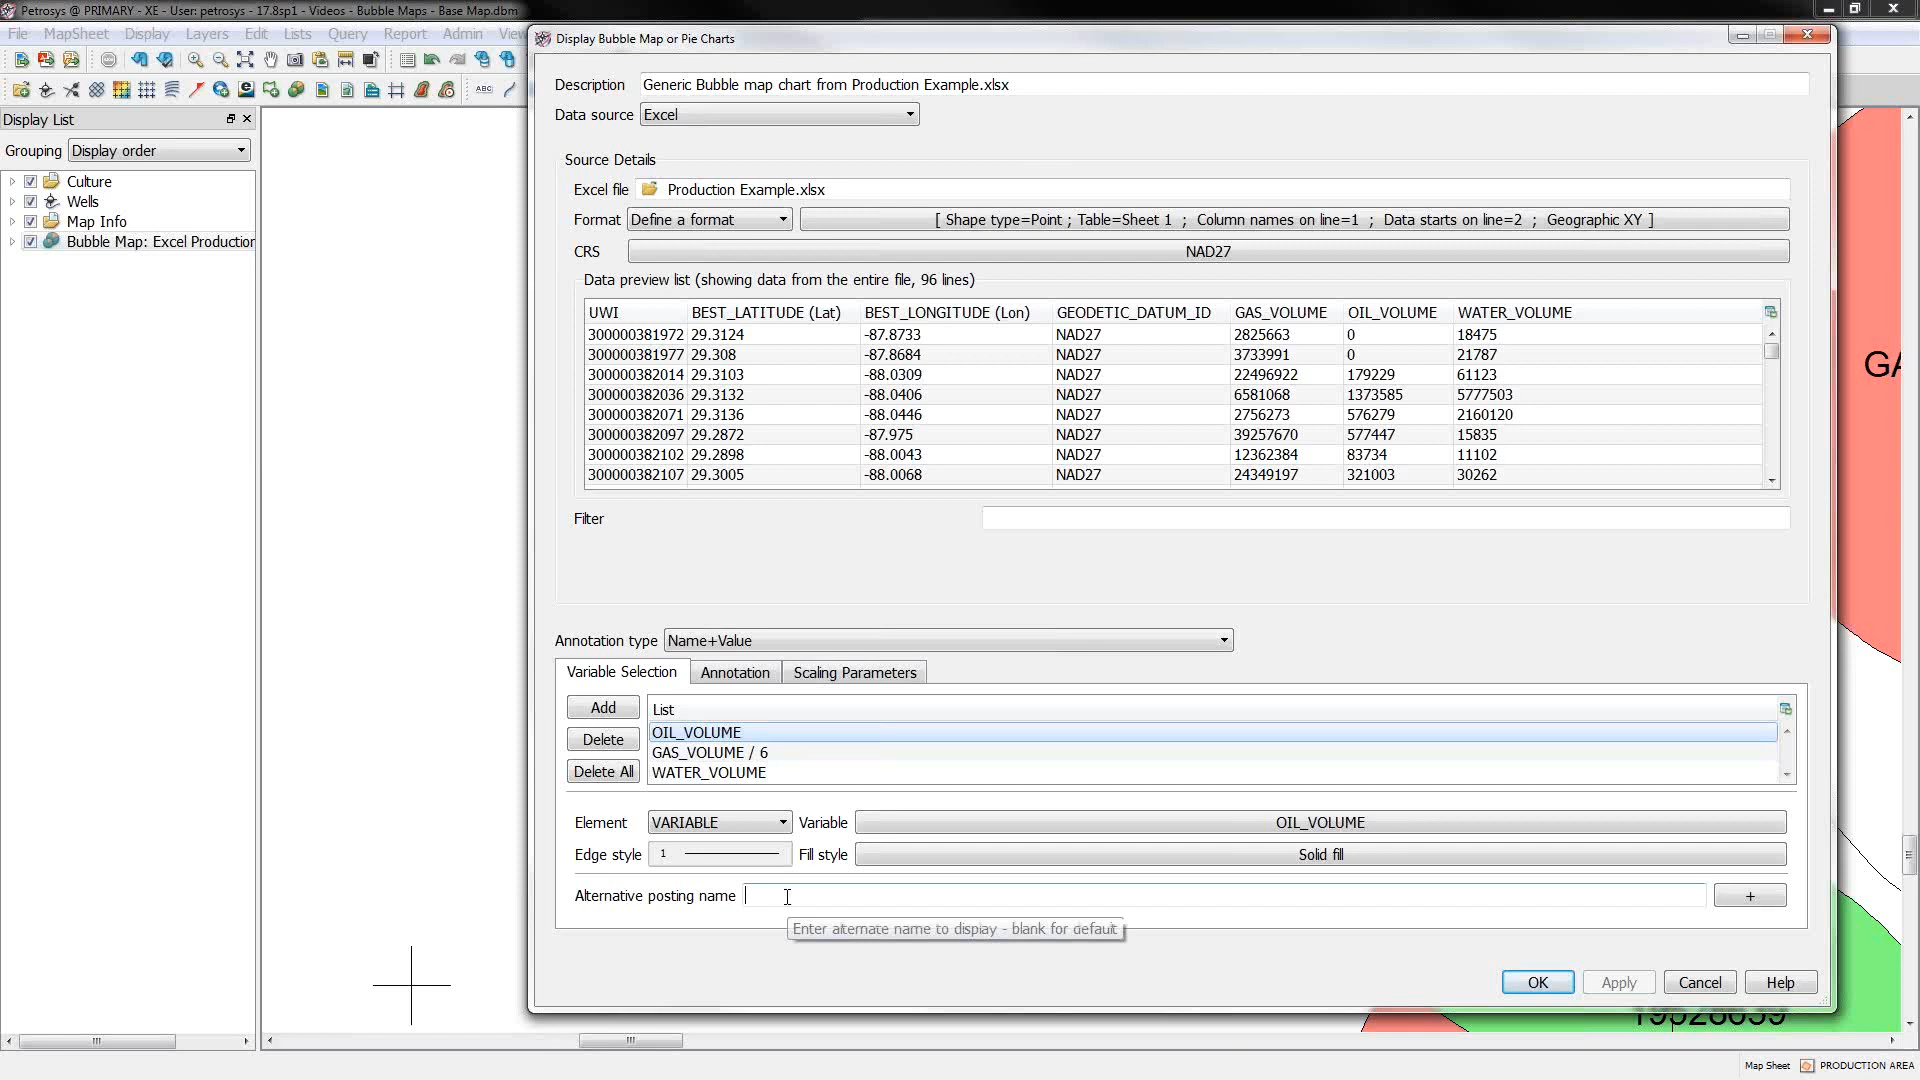 Petrosys @ PRIMARY - XE - User: petrosys - 17.8sp1 - Videos - Bubble Maps - Base Map.dbm
File MapSheet Display Layers Edit Lists Query Report Admin View
Display List
Grouping Display order
Culture
Wells
Map Info
Bubble Map: Excel Production
Display Bubble Map or Pie Charts
Description Generic Bubble map chart from Production Example.xlsx
Data source Excel
Source Details
Excel file Production Example.xlsx
Format Define a format [ Shape type=Point ; Table=Sheet 1 ; Column names on line=1 ; Data starts on line=2 ; Geographic XY ]
CRS NAD27
Data preview list (showing data from the entire file, 96 lines)
UWI BEST_LATITUDE (Lat) BEST_LONGITUDE (Lon) GEODETIC_DATUM_ID GAS_VOLUME OIL_VOLUME WATER_VOLUME
300000381972 29.3124 -87.8733 NAD27 2825663 0 18475
300000381977 29.308 -87.8684 NAD27 3733991 0 21787
300000382014 29.3103 -88.0309 NAD27 22496922 179229 61123
300000382036 29.3132 -88.0406 NAD27 6581068 1373585 5777503
300000382071 29.3136 -88.0446 NAD27 2756273 576279 2160120
300000382097 29.2872 -87.975 NAD27 39257670 577447 15835
300000382102 29.2898 -88.0043 NAD27 12362384 83734 11102
300000382107 29.3005 -88.0068 NAD27 24349197 321003 30262
Filter
Annotation type Name+Value
Variable Selection Annotation Scaling Parameters
Add
Delete
Delete All
List
OIL_VOLUME
GAS_VOLUME / 6
WATER_VOLUME
Element VARIABLE Variable OIL_VOLUME
Edge style 1 Fill style Solid fill
Alternative posting name +
Enter alternate name to display - blank for default
OK Apply Cancel Help
GA
ABC
Map Sheet PRODUCTION AREA